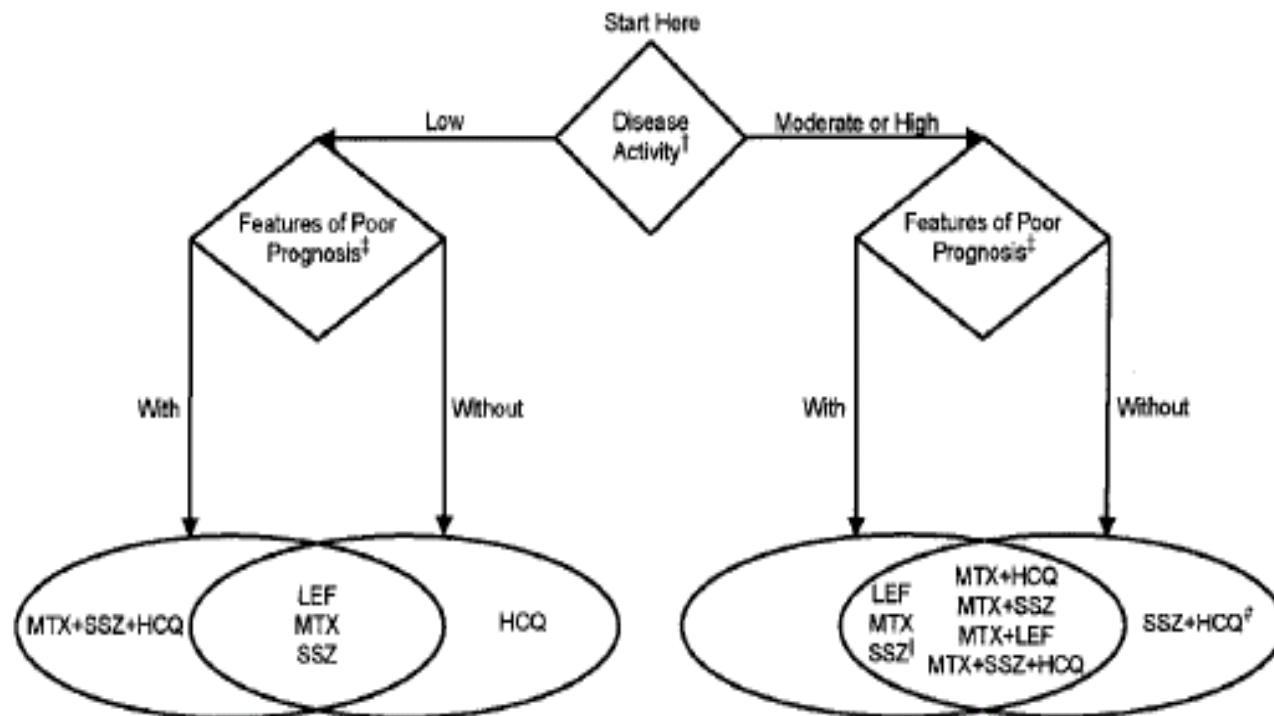 Start Here
Low
Disease
Activity†
Moderate or High
Features of Poor
Prognosis‡
Features of Poor
Prognosis‡
With
Without
With
Without
MTX+SSZ+HCQ
LEF
MTX
SSZ
HCQ
LEF
MTX
SSZ
MTX+HCQ
MTX+SSZ
MTX+LEF
MTX+SSZ+HCQ
SSZ+HCQ